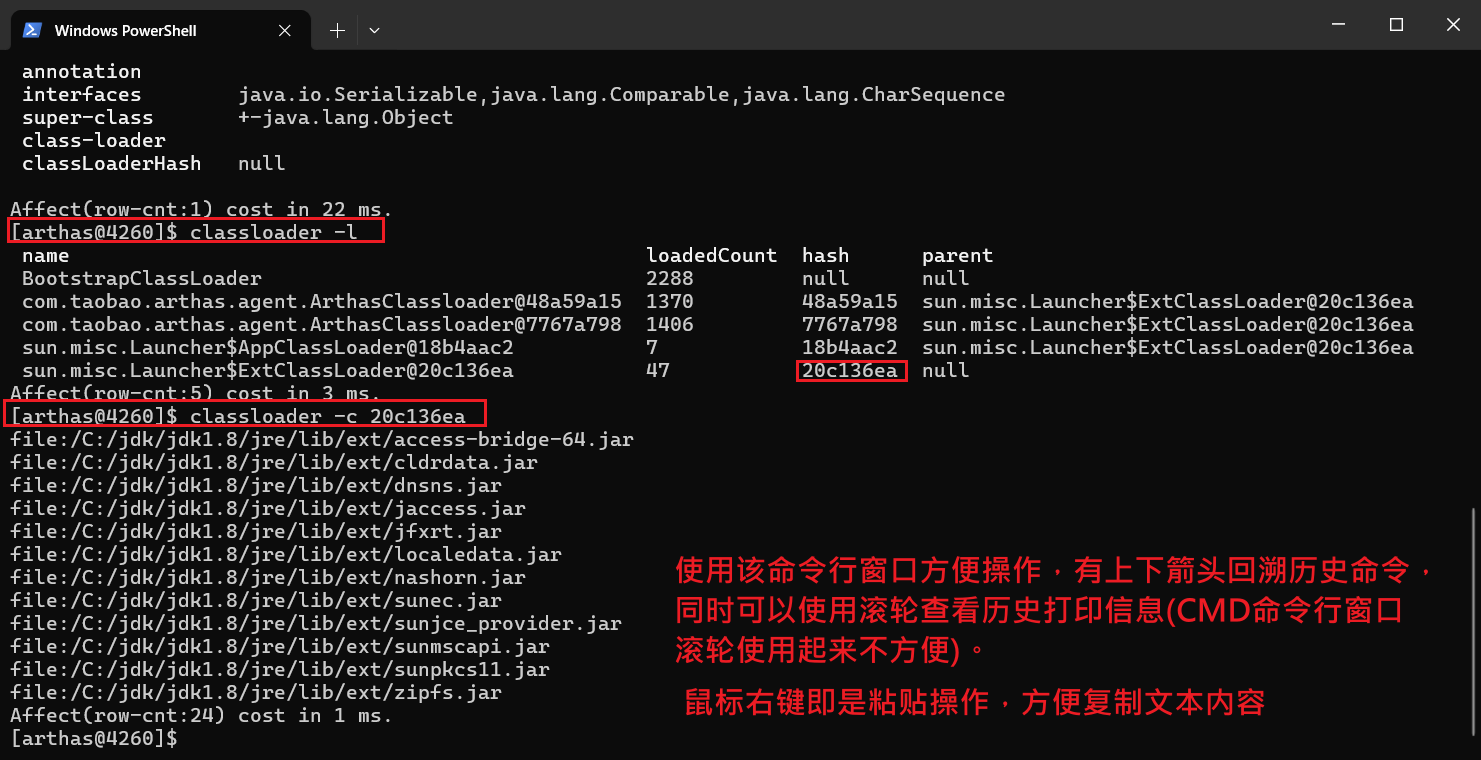 Windows PowerShell
annotation
interfaces java.io.Serializable,java.lang.Comparable,java.lang.CharSequence
super-class +-java.lang.Object
class-loader
classLoaderHash null
Affect(row-cnt:1) cost in 22 ms.
[arthas@4260]$ classloader -l
name loadedCount hash parent
BootstrapClassLoader 2288 null null
com.taobao.arthas.agent.ArthasClassloader@48a59a15 1370 48a59a15 sun.misc.Launcher$ExtClassLoader@20c136ea
com.taobao.arthas.agent.ArthasClassloader@7767a798 1406 7767a798 sun.misc.Launcher$ExtClassLoader@20c136ea
sun.misc.Launcher$AppClassLoader@18b4aac2 7 18b4aac2 sun.misc.Launcher$ExtClassLoader@20c136ea
sun.misc.Launcher$ExtClassLoader@20c136ea 47 20c136ea null
Affect(row-cnt:5) cost in 3 ms.
[arthas@4260]$ classloader -c 20c136ea
file:/C:/jdk/jdk1.8/jre/lib/ext/access-bridge-64.jar
file:/C:/jdk/jdk1.8/jre/lib/ext/cldrdata.jar
file:/C:/jdk/jdk1.8/jre/lib/ext/dnsns.jar
file:/C:/jdk/jdk1.8/jre/lib/ext/jaccess.jar
file:/C:/jdk/jdk1.8/jre/lib/ext/jfxrt.jar
file:/C:/jdk/jdk1.8/jre/lib/ext/localedata.jar
file:/C:/jdk/jdk1.8/jre/lib/ext/nashorn.jar
file:/C:/jdk/jdk1.8/jre/lib/ext/sunec.jar
file:/C:/jdk/jdk1.8/jre/lib/ext/sunjce_provider.jar
file:/C:/jdk/jdk1.8/jre/lib/ext/sunmscapi.jar
file:/C:/jdk/jdk1.8/jre/lib/ext/sunpkcs11.jar
file:/C:/jdk/jdk1.8/jre/lib/ext/zipfs.jar
Affect(row-cnt:24) cost in 1 ms.
[arthas@4260]$
使用该命令行窗口方便操作，有上下箭头回溯历史命令，
同时可以使用滚轮查看历史打印信息(CMD命令行窗口
滚轮使用起来不方便)。
鼠标右键即是粘贴操作，方便复制文本内容